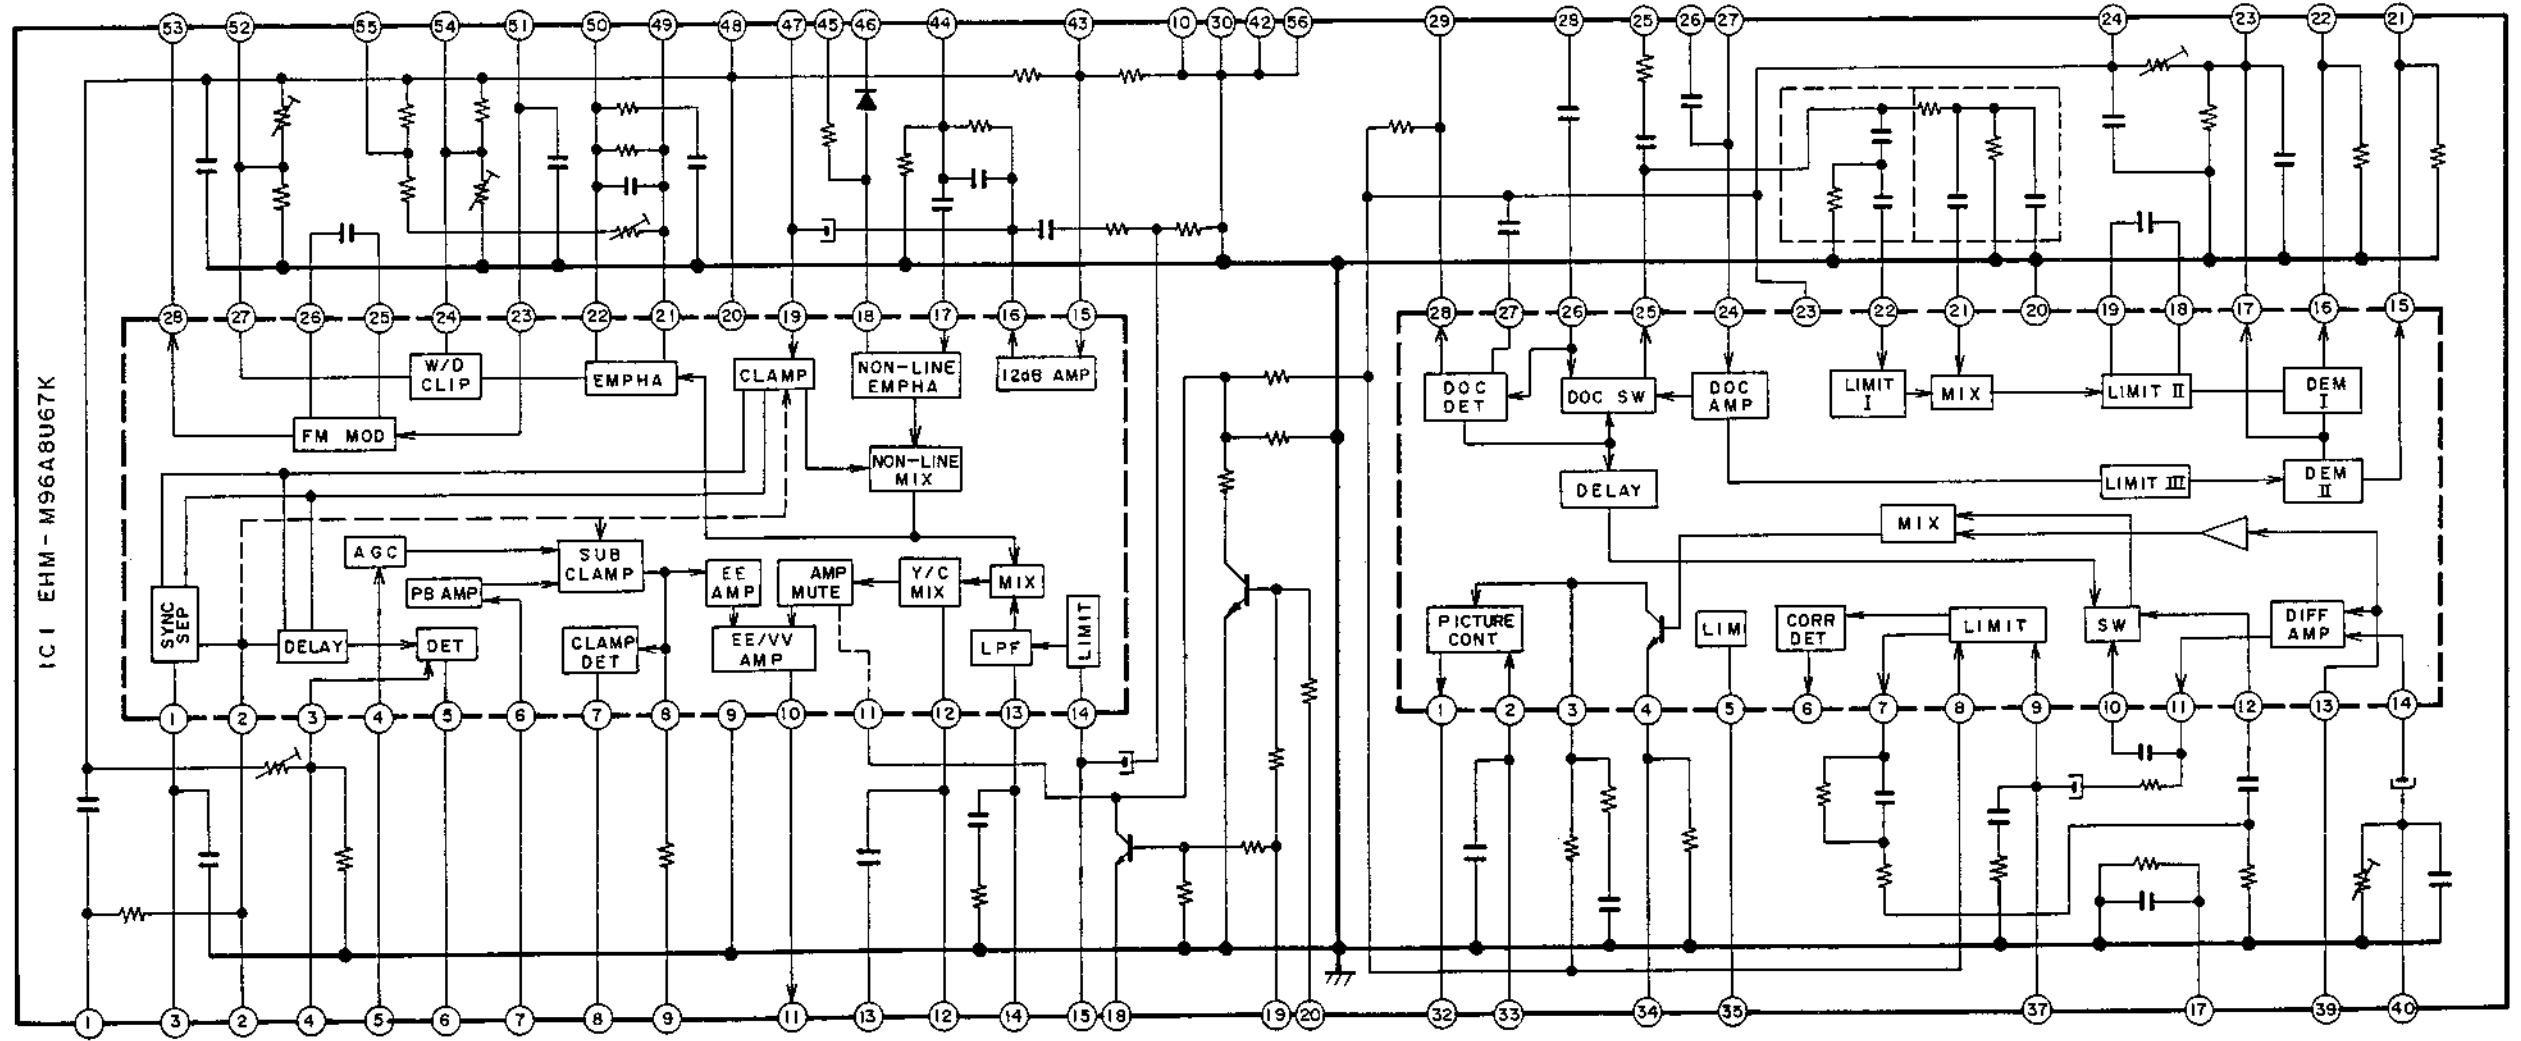 53 52 55 54 51 50 49 48 47 45 46 44 43 10 30 42 56 29 28 25 26 27 24 23 22 21
28 27 26 25 24 23 22 21 20 19 18 17 16 15
28 27 26 25 24 23 22 21 20 19 18 17 16 15
IC1 EHM-M96A8U67K
W/D
CLIP
EMPHA
CLAMP
NON-LINE
EMPHA
12dB AMP
FM MOD
NON-LINE
MIX
AGC
SUB
CLAMP
PB AMP
EE
AMP
AMP
MUTE
Y/C
MIX
MIX
SYNC
SEP
DELAY
DET
CLAMP
DET
EE/VV
AMP
LPF
LIMIT
DOC
DET
DOC SW
DOC
AMP
LIMIT
I
MIX
LIMIT II
DEM
I
DELAY
LIMIT III
DEM
II
MIX
PICTURE
CONT
LIM
CORR
DET
LIMIT
SW
DIFF
AMP
1 2 3 4 5 6 7 8 9 10 11 12 13 14
1 2 3 4 5 6 7 8 9 10 11 12 13 14
1 3 2 4 5 6 7 8 9 11 13 12 14 15 18 19 20 32 33 34 35 37 17 39 40